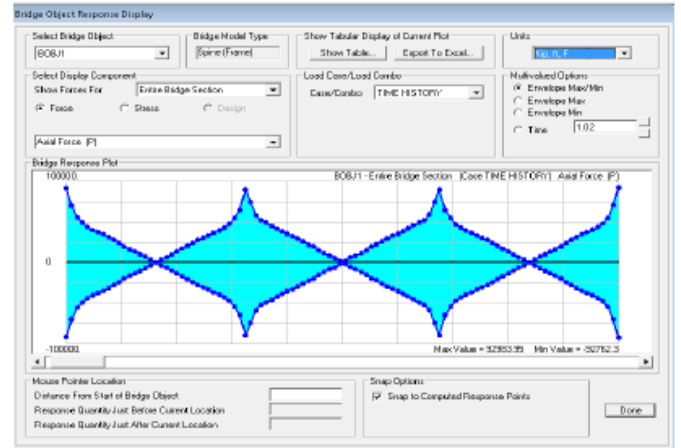 Bridge Object Response Display
Select Bridge Object
BOBJ1
Bridge Model Type
Spine (Frame)
Show Tabular Display of Current Plot
Show Table...
Export To Excel...
Units
Kip, ft, F
Select Display Component
Show Forces For
Entire Bridge Section
Force
Stress
Design
Axial Force (P)
Load Case/Load Combo
Case/Combo
TIME HISTORY
Multivalued Options
Envelope Max/Min
Envelope Max
Envelope Min
Time
1.02
Bridge Response Plot
100000.
BOBJ1 - Entire Bridge Section (Case TIME HISTORY) Axial Force (P)
0
-100000.
Min Value = -92762.3
Mouse Pointer Location
Distance From Start of Bridge Object
Response Quantity Just Before Current Location
Response Quantity Just After Current Location
Snap Options
Snap to Computed Response Points
Done